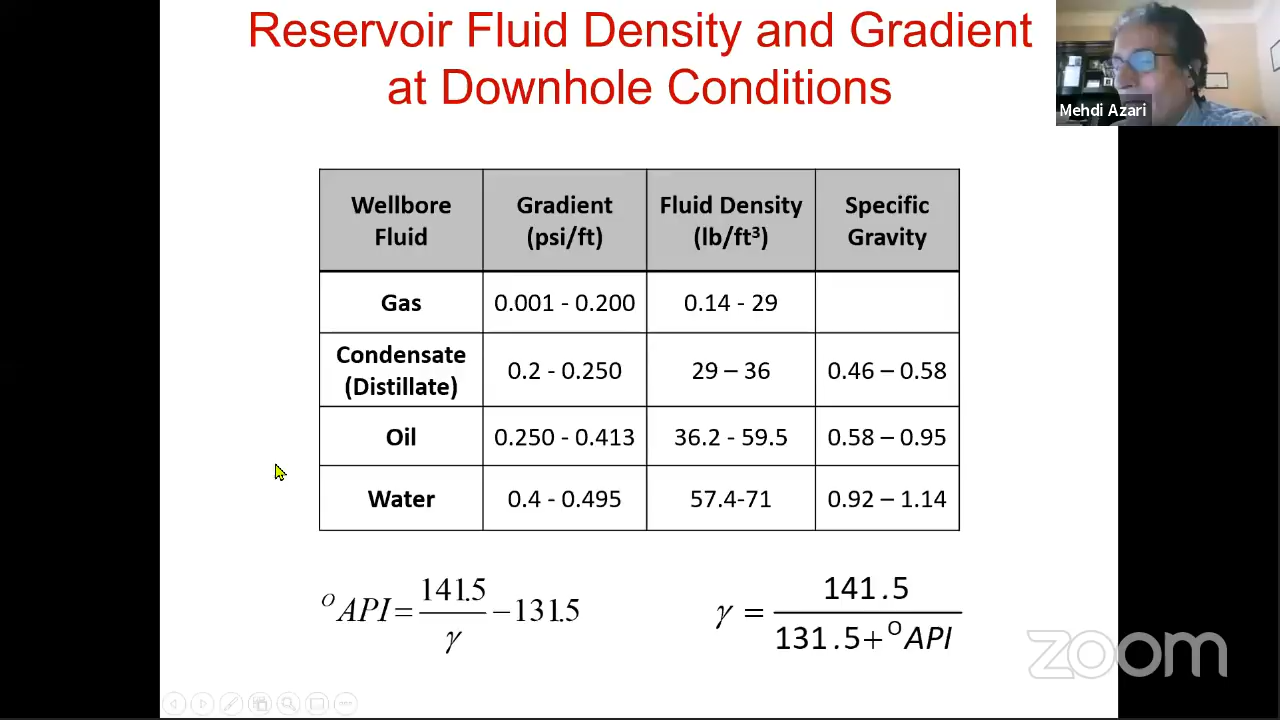 Reservoir Fluid Density and Gradient
at Downhole Conditions
Mehdi Azari
Wellbore Fluid | Gradient (psi/ft) | Fluid Density (lb/ft³) | Specific Gravity
Gas | 0.001 - 0.200 | 0.14 - 29 |
Condensate (Distillate) | 0.2 - 0.250 | 29 – 36 | 0.46 – 0.58
Oil | 0.250 - 0.413 | 36.2 - 59.5 | 0.58 – 0.95
Water | 0.4 - 0.495 | 57.4-71 | 0.92 – 1.14
ᴼAPI = 141.5 / γ − 131.5
γ = 141.5 / 131.5+ᴼAPI
zoom